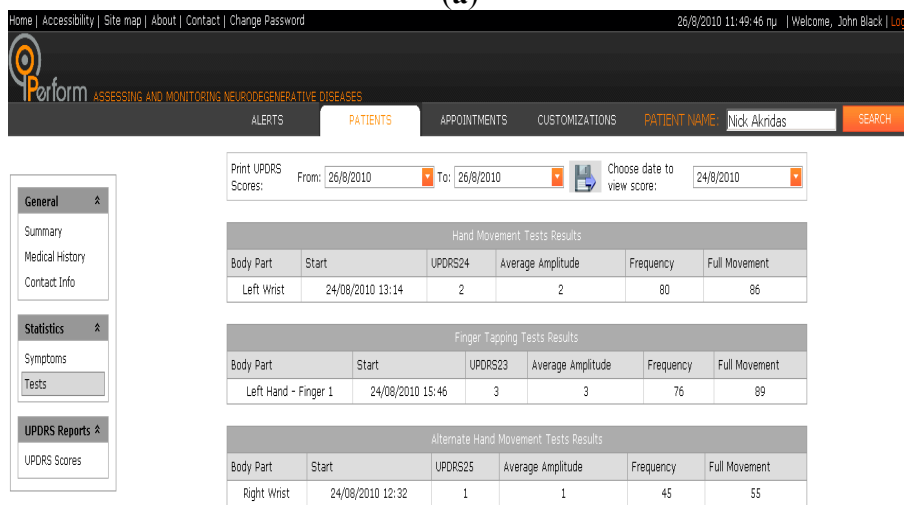 (a)
Home | Accessibility | Site map | About | Contact | Change Password 26/8/2010 11:49:46 πμ | Welcome, John Black | Log
Perform ASSESSING AND MONITORING NEURODEGENERATIVE DISEASES
ALERTS PATIENTS APPOINTMENTS CUSTOMIZATIONS PATIENT NAME: Nick Akridas SEARCH
Print UPDRS Scores: From: 26/8/2010 To: 26/8/2010 Choose date to view score: 24/8/2010
General
Summary
Medical History
Contact Info
Statistics
Symptoms
Tests
UPDRS Reports
UPDRS Scores
Hand Movement Tests Results
Body Part Start UPDRS24 Average Amplitude Frequency Full Movement
Left Wrist 24/08/2010 13:14 2 2 80 86
Finger Tapping Tests Results
Body Part Start UPDRS23 Average Amplitude Frequency Full Movement
Left Hand - Finger 1 24/08/2010 15:46 3 3 76 89
Alternate Hand Movement Tests Results
Body Part Start UPDRS25 Average Amplitude Frequency Full Movement
Right Wrist 24/08/2010 12:32 1 1 45 55